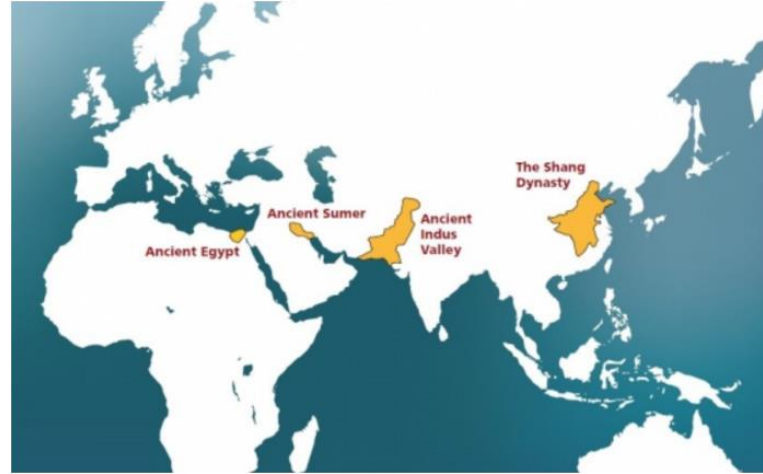 The Shang
Dynasty
Ancient Sumer
Ancient
Indus
Valley
Ancient Egypt